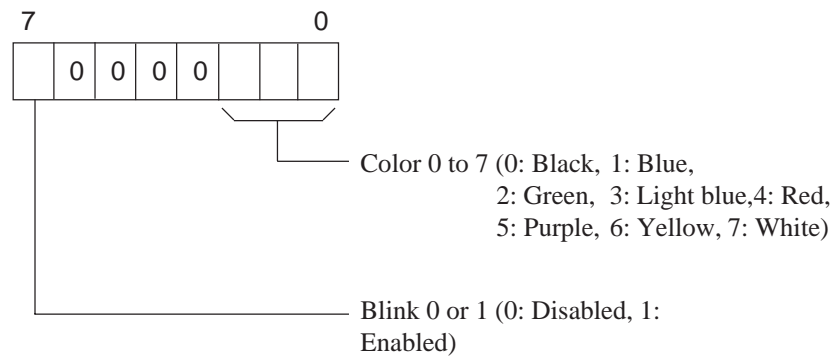 7 0
0 0 0 0
Color 0 to 7 (0: Black, 1: Blue,
2: Green, 3: Light blue,4: Red,
5: Purple, 6: Yellow, 7: White)
Blink 0 or 1 (0: Disabled, 1:
Enabled)